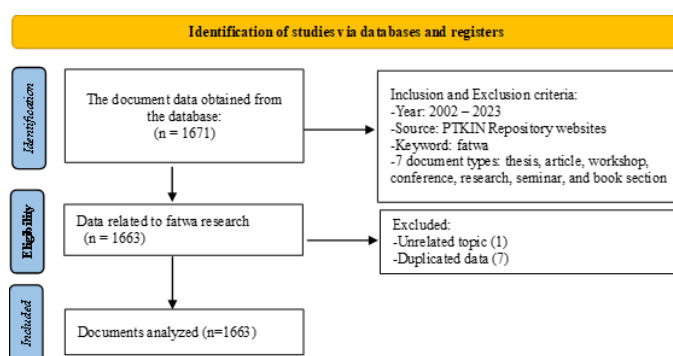 Identification of studies via databases and registers
Identification
The document data obtained from
the database:
(n = 1671)
Inclusion and Exclusion criteria:
-Year: 2002 – 2023
-Source: PTKIN Repository websites
-Keyword: fatwa
-7 document types: thesis, article, workshop,
conference, research, seminar, and book section
Eligibility
Data related to fatwa research
(n = 1663)
Excluded:
-Unrelated topic (1)
-Duplicated data (7)
Included
Documents analyzed (n=1663)